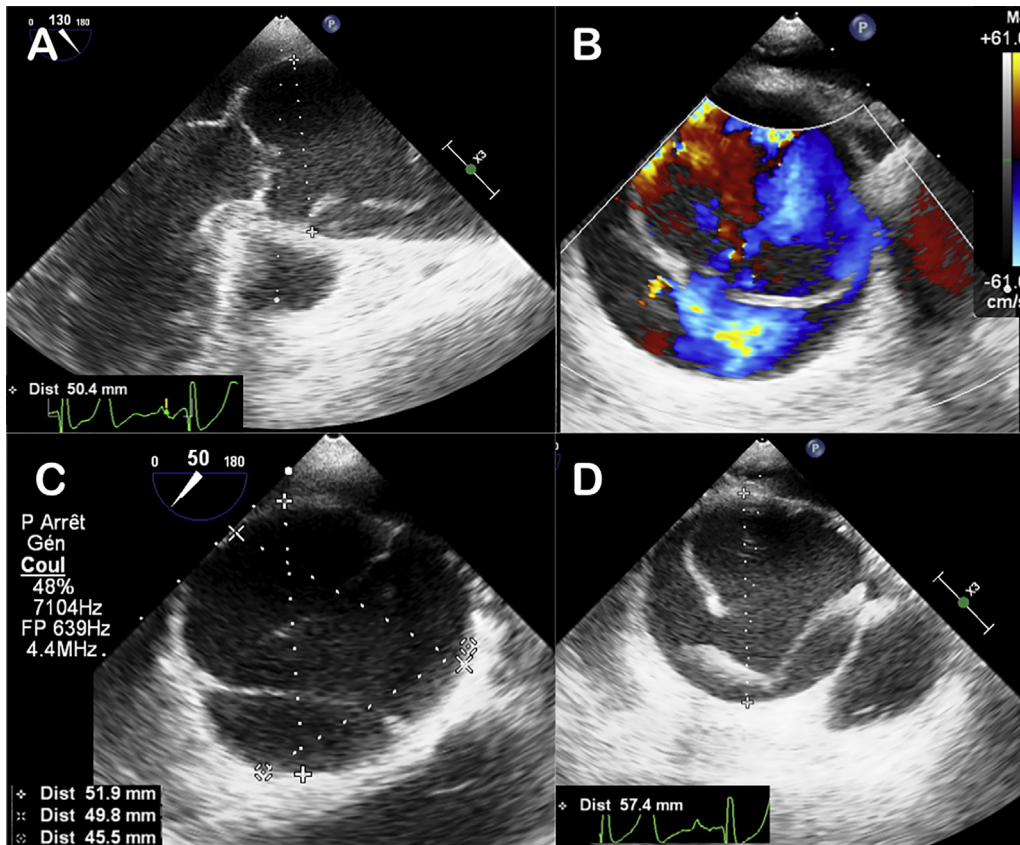 A
0 130 180
P
X3
Dist 50.4 mm
B
P
+61.0
-61.0
cm/s
C
0 50 180
P Arrêt
Gén
Coul
48%
7104Hz
FP 639Hz
4.4MHz
Dist 51.9 mm
Dist 49.8 mm
Dist 45.5 mm
D
P
X3
Dist 57.4 mm